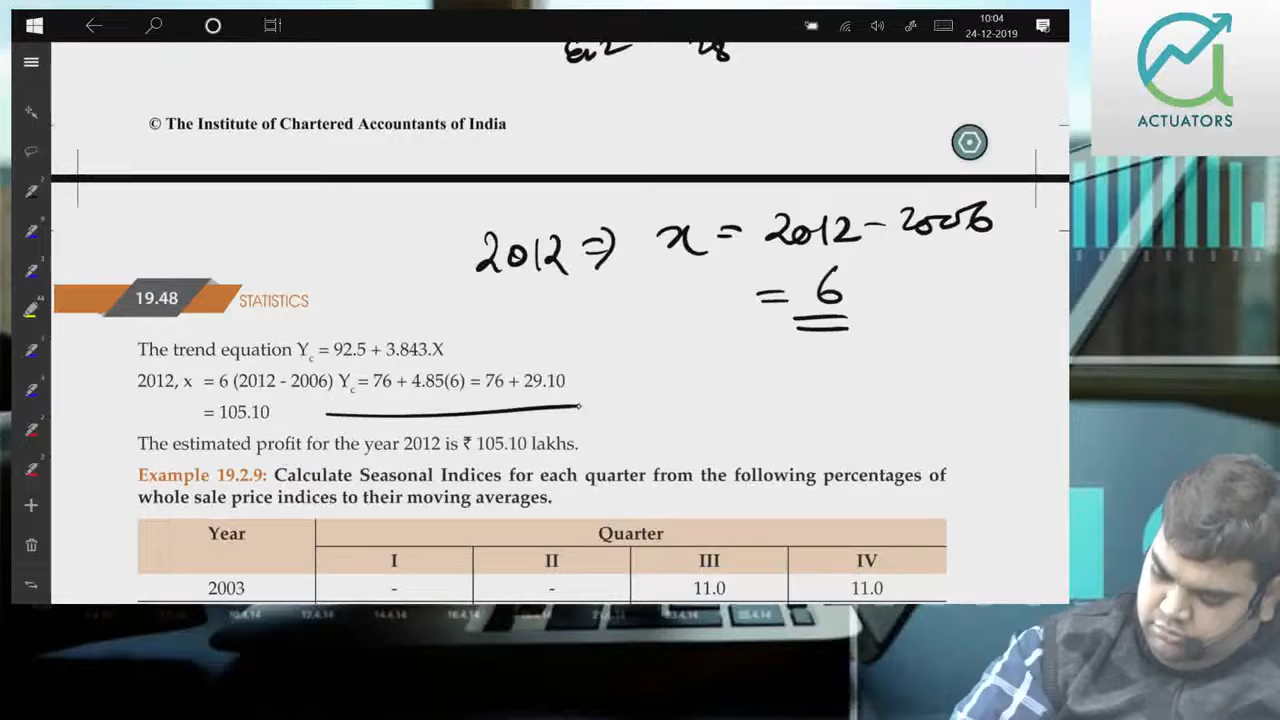 10:04
24-12-2019
ACTUATORS
© The Institute of Chartered Accountants of India
2012 ⇒ x = 2012 - 2006
= 6
19.48 STATISTICS
The trend equation Yc = 92.5 + 3.843.X
2012, x = 6 (2012 - 2006) Yc = 76 + 4.85(6) = 76 + 29.10
= 105.10
The estimated profit for the year 2012 is ₹ 105.10 lakhs.
Example 19.2.9: Calculate Seasonal Indices for each quarter from the following percentages of
whole sale price indices to their moving averages.
Year Quarter
I II III IV
2003 - - 11.0 11.0